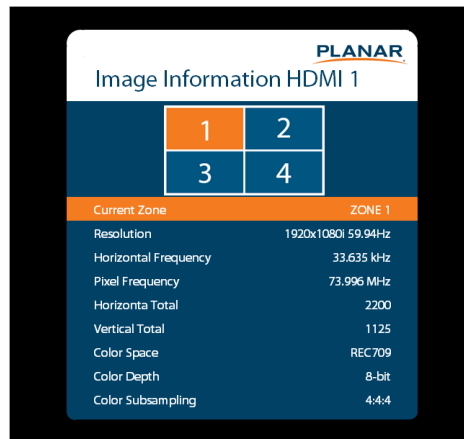 PLANAR
Image Information HDMI 1
1 2
3 4
Current Zone ZONE 1
Resolution 1920x1080i 59.94Hz
Horizontal Frequency 33.635 kHz
Pixel Frequency 73.996 MHz
Horizonta Total 2200
Vertical Total 1125
Color Space REC709
Color Depth 8-bit
Color Subsampling 4:4:4